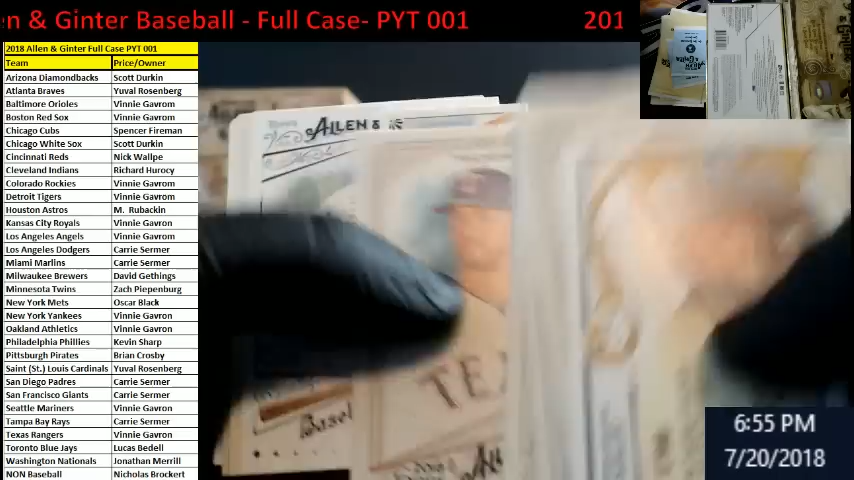 n & Ginter Baseball - Full Case- PYT 001 201
2018 Allen & Ginter Full Case PYT 001
Team Price/Owner
Arizona Diamondbacks Scott Durkin
Atlanta Braves Yuval Rosenberg
Baltimore Orioles Vinnie Gavrom
Boston Red Sox Vinnie Gavrom
Chicago Cubs Spencer Fireman
Chicago White Sox Scott Durkin
Cincinnati Reds Nick Wallpe
Cleveland Indians Richard Hurocy
Colorado Rockies Vinnie Gavrom
Detroit Tigers Vinnie Gavrom
Houston Astros M. Rubackin
Kansas City Royals Vinnie Gavron
Los Angeles Angels Vinnie Gavrom
Los Angeles Dodgers Carrie Sermer
Miami Marlins Carrie Sermer
Milwaukee Brewers David Gethings
Minnesota Twins Zach Piepenburg
New York Mets Oscar Black
New York Yankees Vinnie Gavron
Oakland Athletics Vinnie Gavron
Philadelphia Phillies Kevin Sharp
Pittsburgh Pirates Brian Crosby
Saint (St.) Louis Cardinals Yuval Rosenberg
San Diego Padres Carrie Sermer
San Francisco Giants Carrie Sermer
Seattle Mariners Vinnie Gavron
Tampa Bay Rays Carrie Sermer
Texas Rangers Vinnie Gavron
Toronto Blue Jays Lucas Bedell
Washington Nationals Jonathan Merrill
NON Baseball Nicholas Brockert
Topps
ALLEN &
TEX
Basel
6:55 PM
7/20/2018